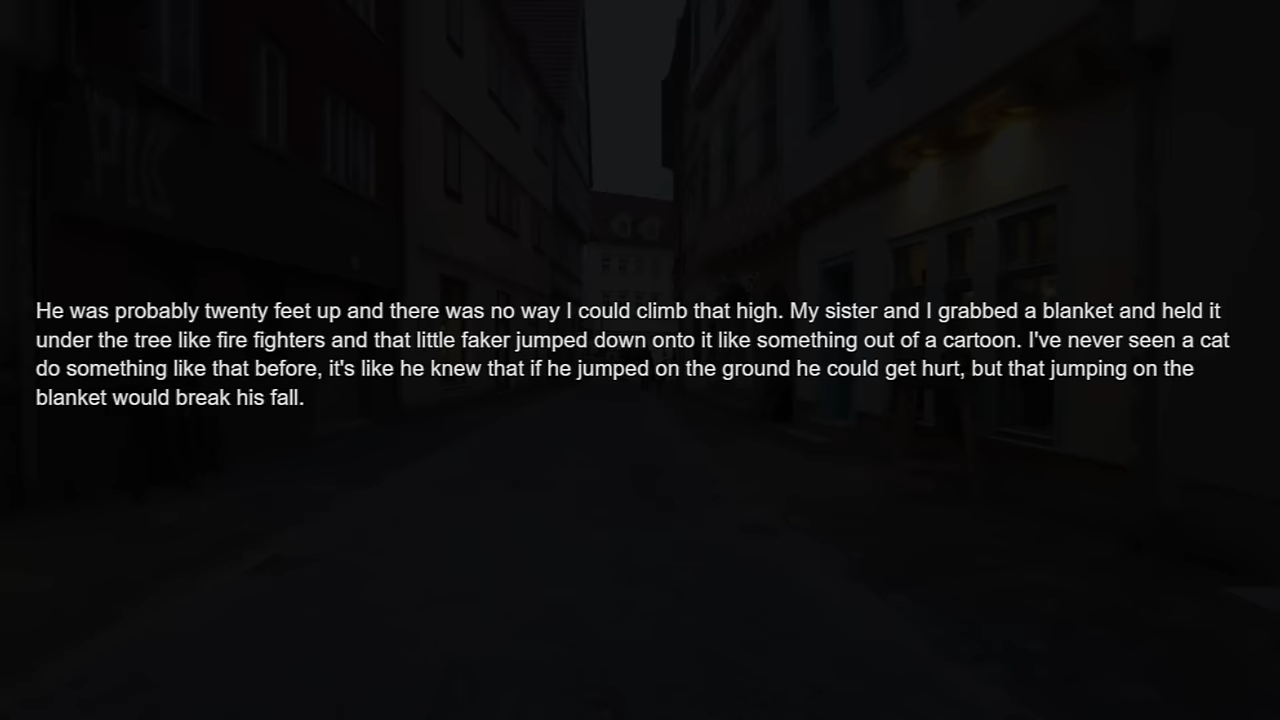 He was probably twenty feet up and there was no way I could climb that high. My sister and I grabbed a blanket and held it
under the tree like fire fighters and that little faker jumped down onto it like something out of a cartoon. I've never seen a cat
do something like that before, it's like he knew that if he jumped on the ground he could get hurt, but that jumping on the
blanket would break his fall.